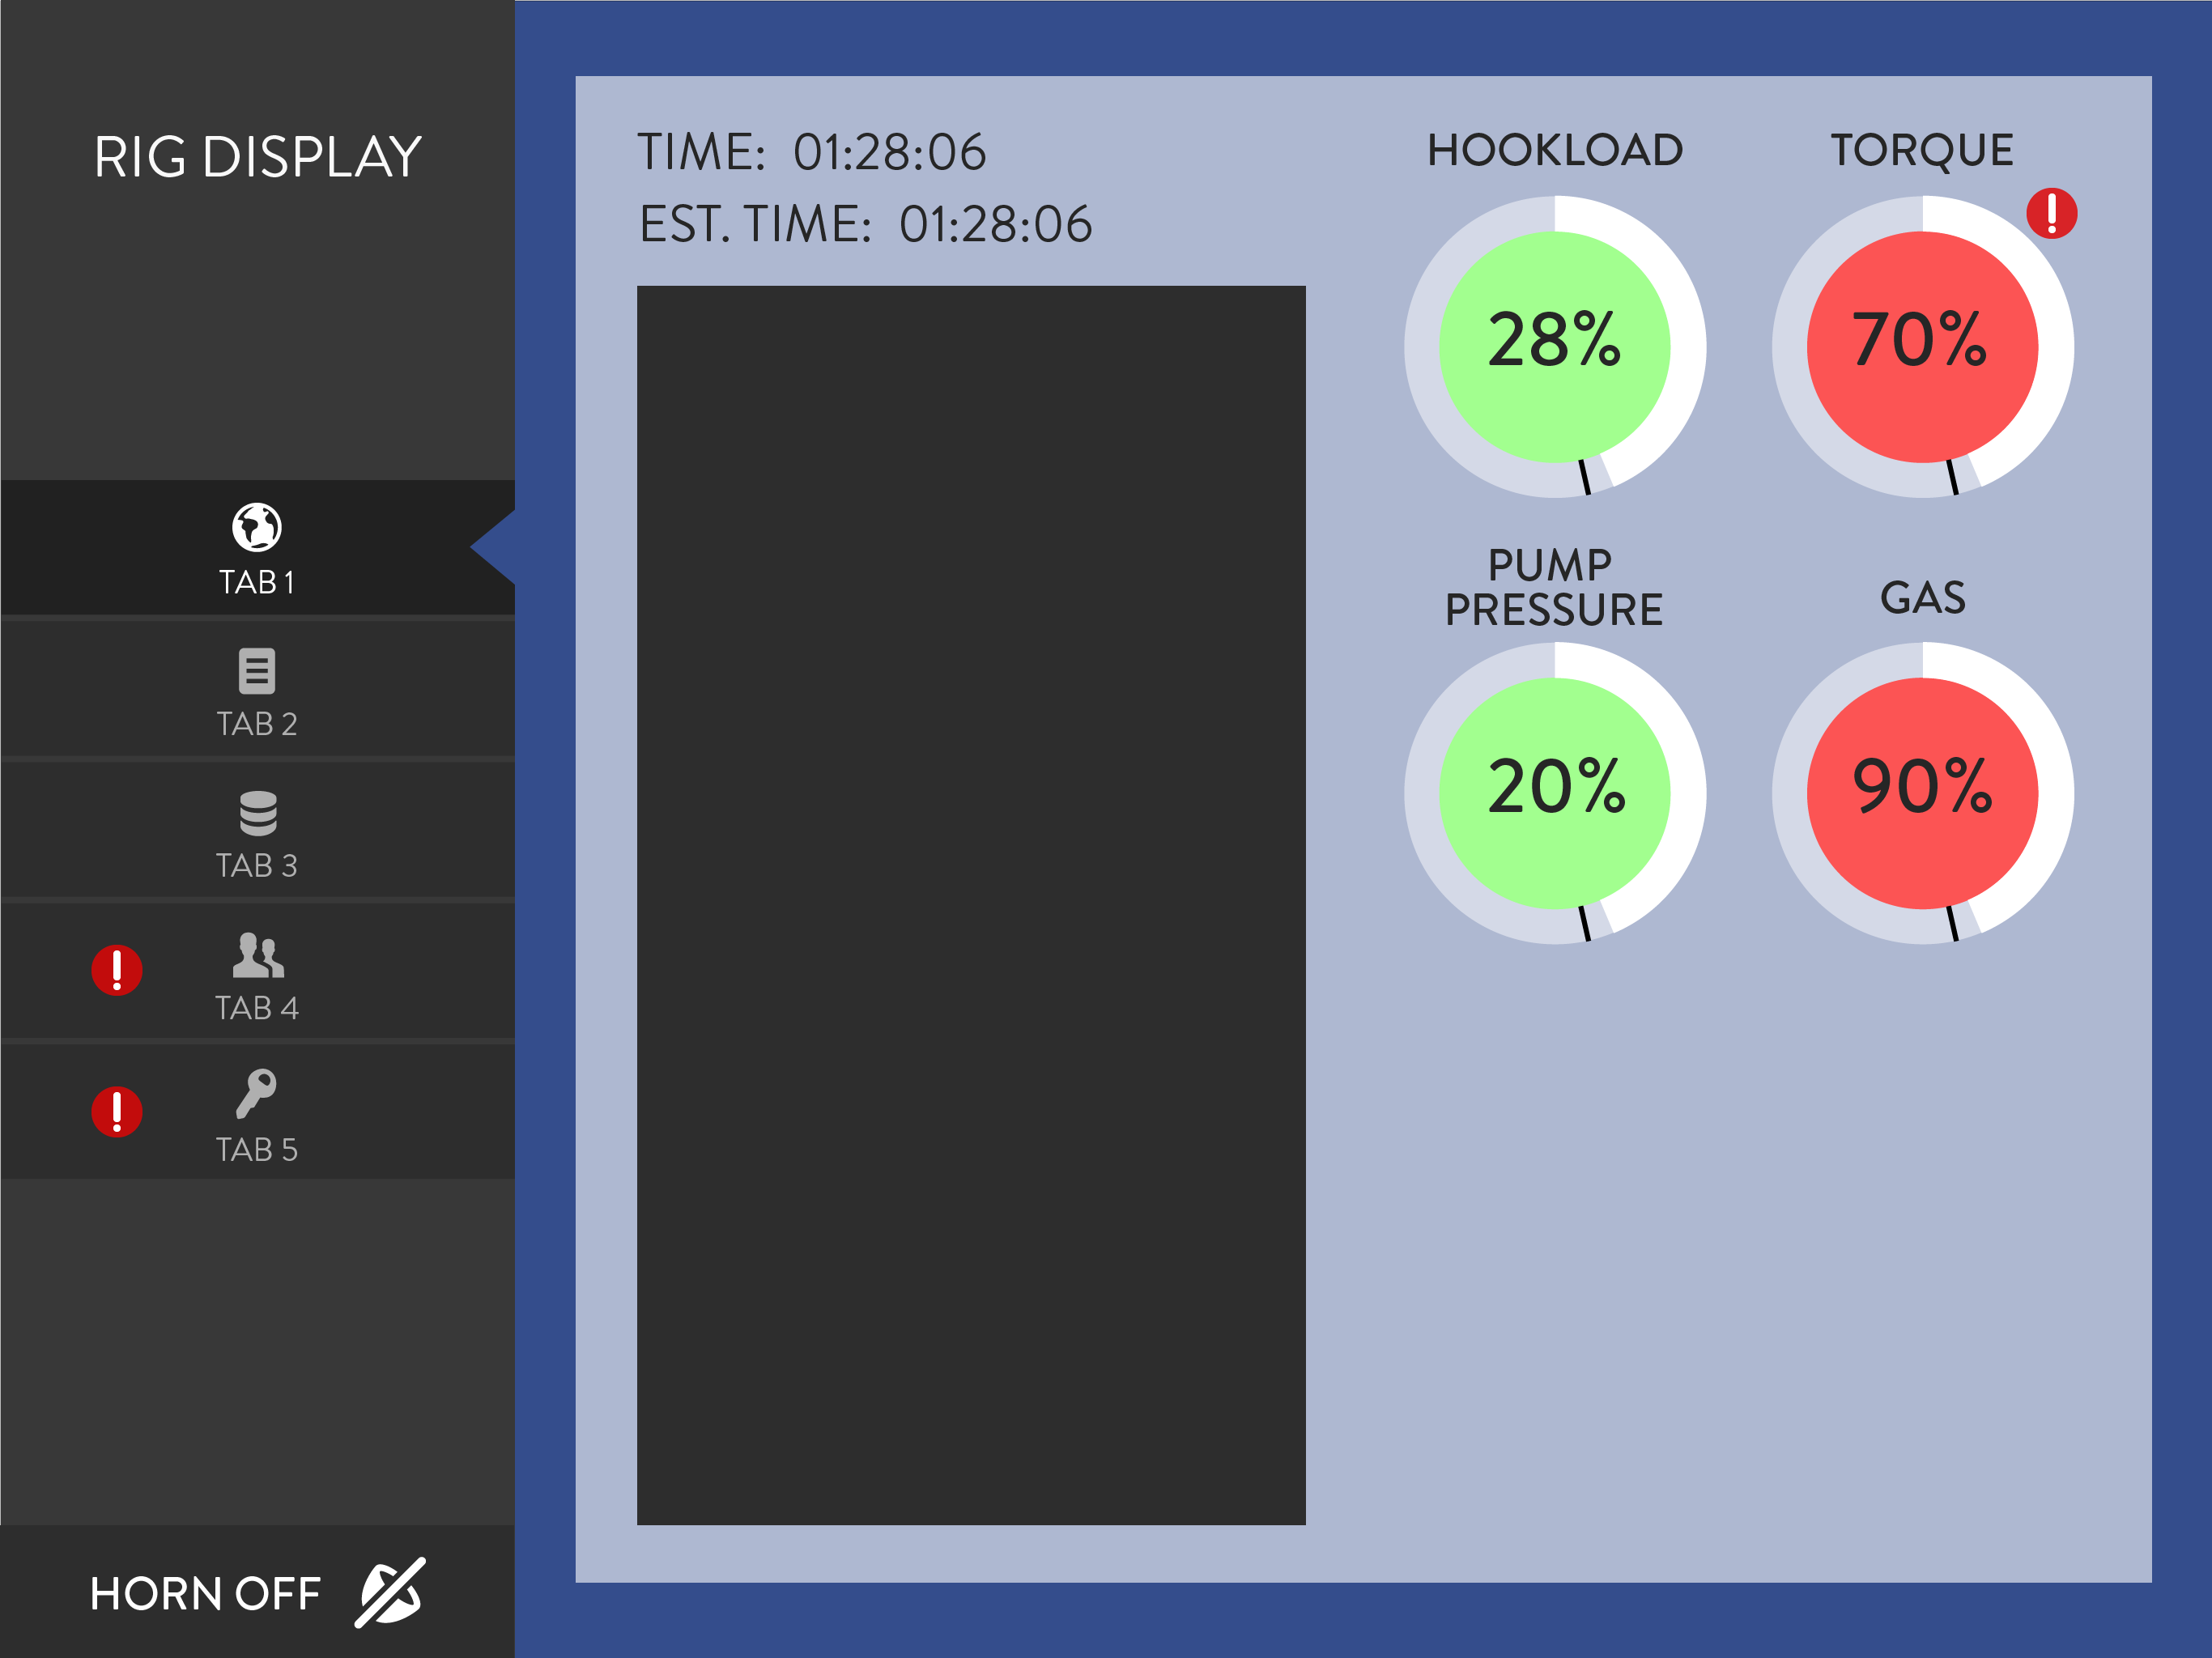 RIG DISPLAY
TAB 1
TAB 2
TAB 3
TAB 4
TAB 5
HORN OFF
TIME: 01:28:06
EST. TIME: 01:28:06
HOOKLOAD
28%
TORQUE
70%
PUMP
PRESSURE
20%
GAS
90%